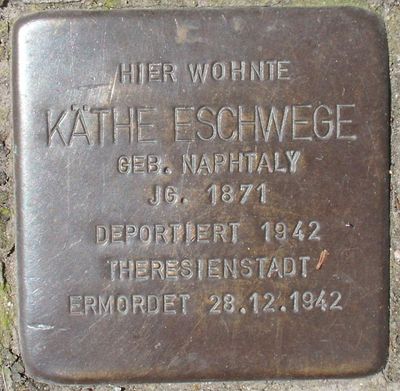 HIER WOHNTE
KÄTHE ESCHWEGE
GEB. NAPHTALY
JG. 1871
DEPORTIERT 1942
THERESIENSTADT
ERMORDET 28.12.1942